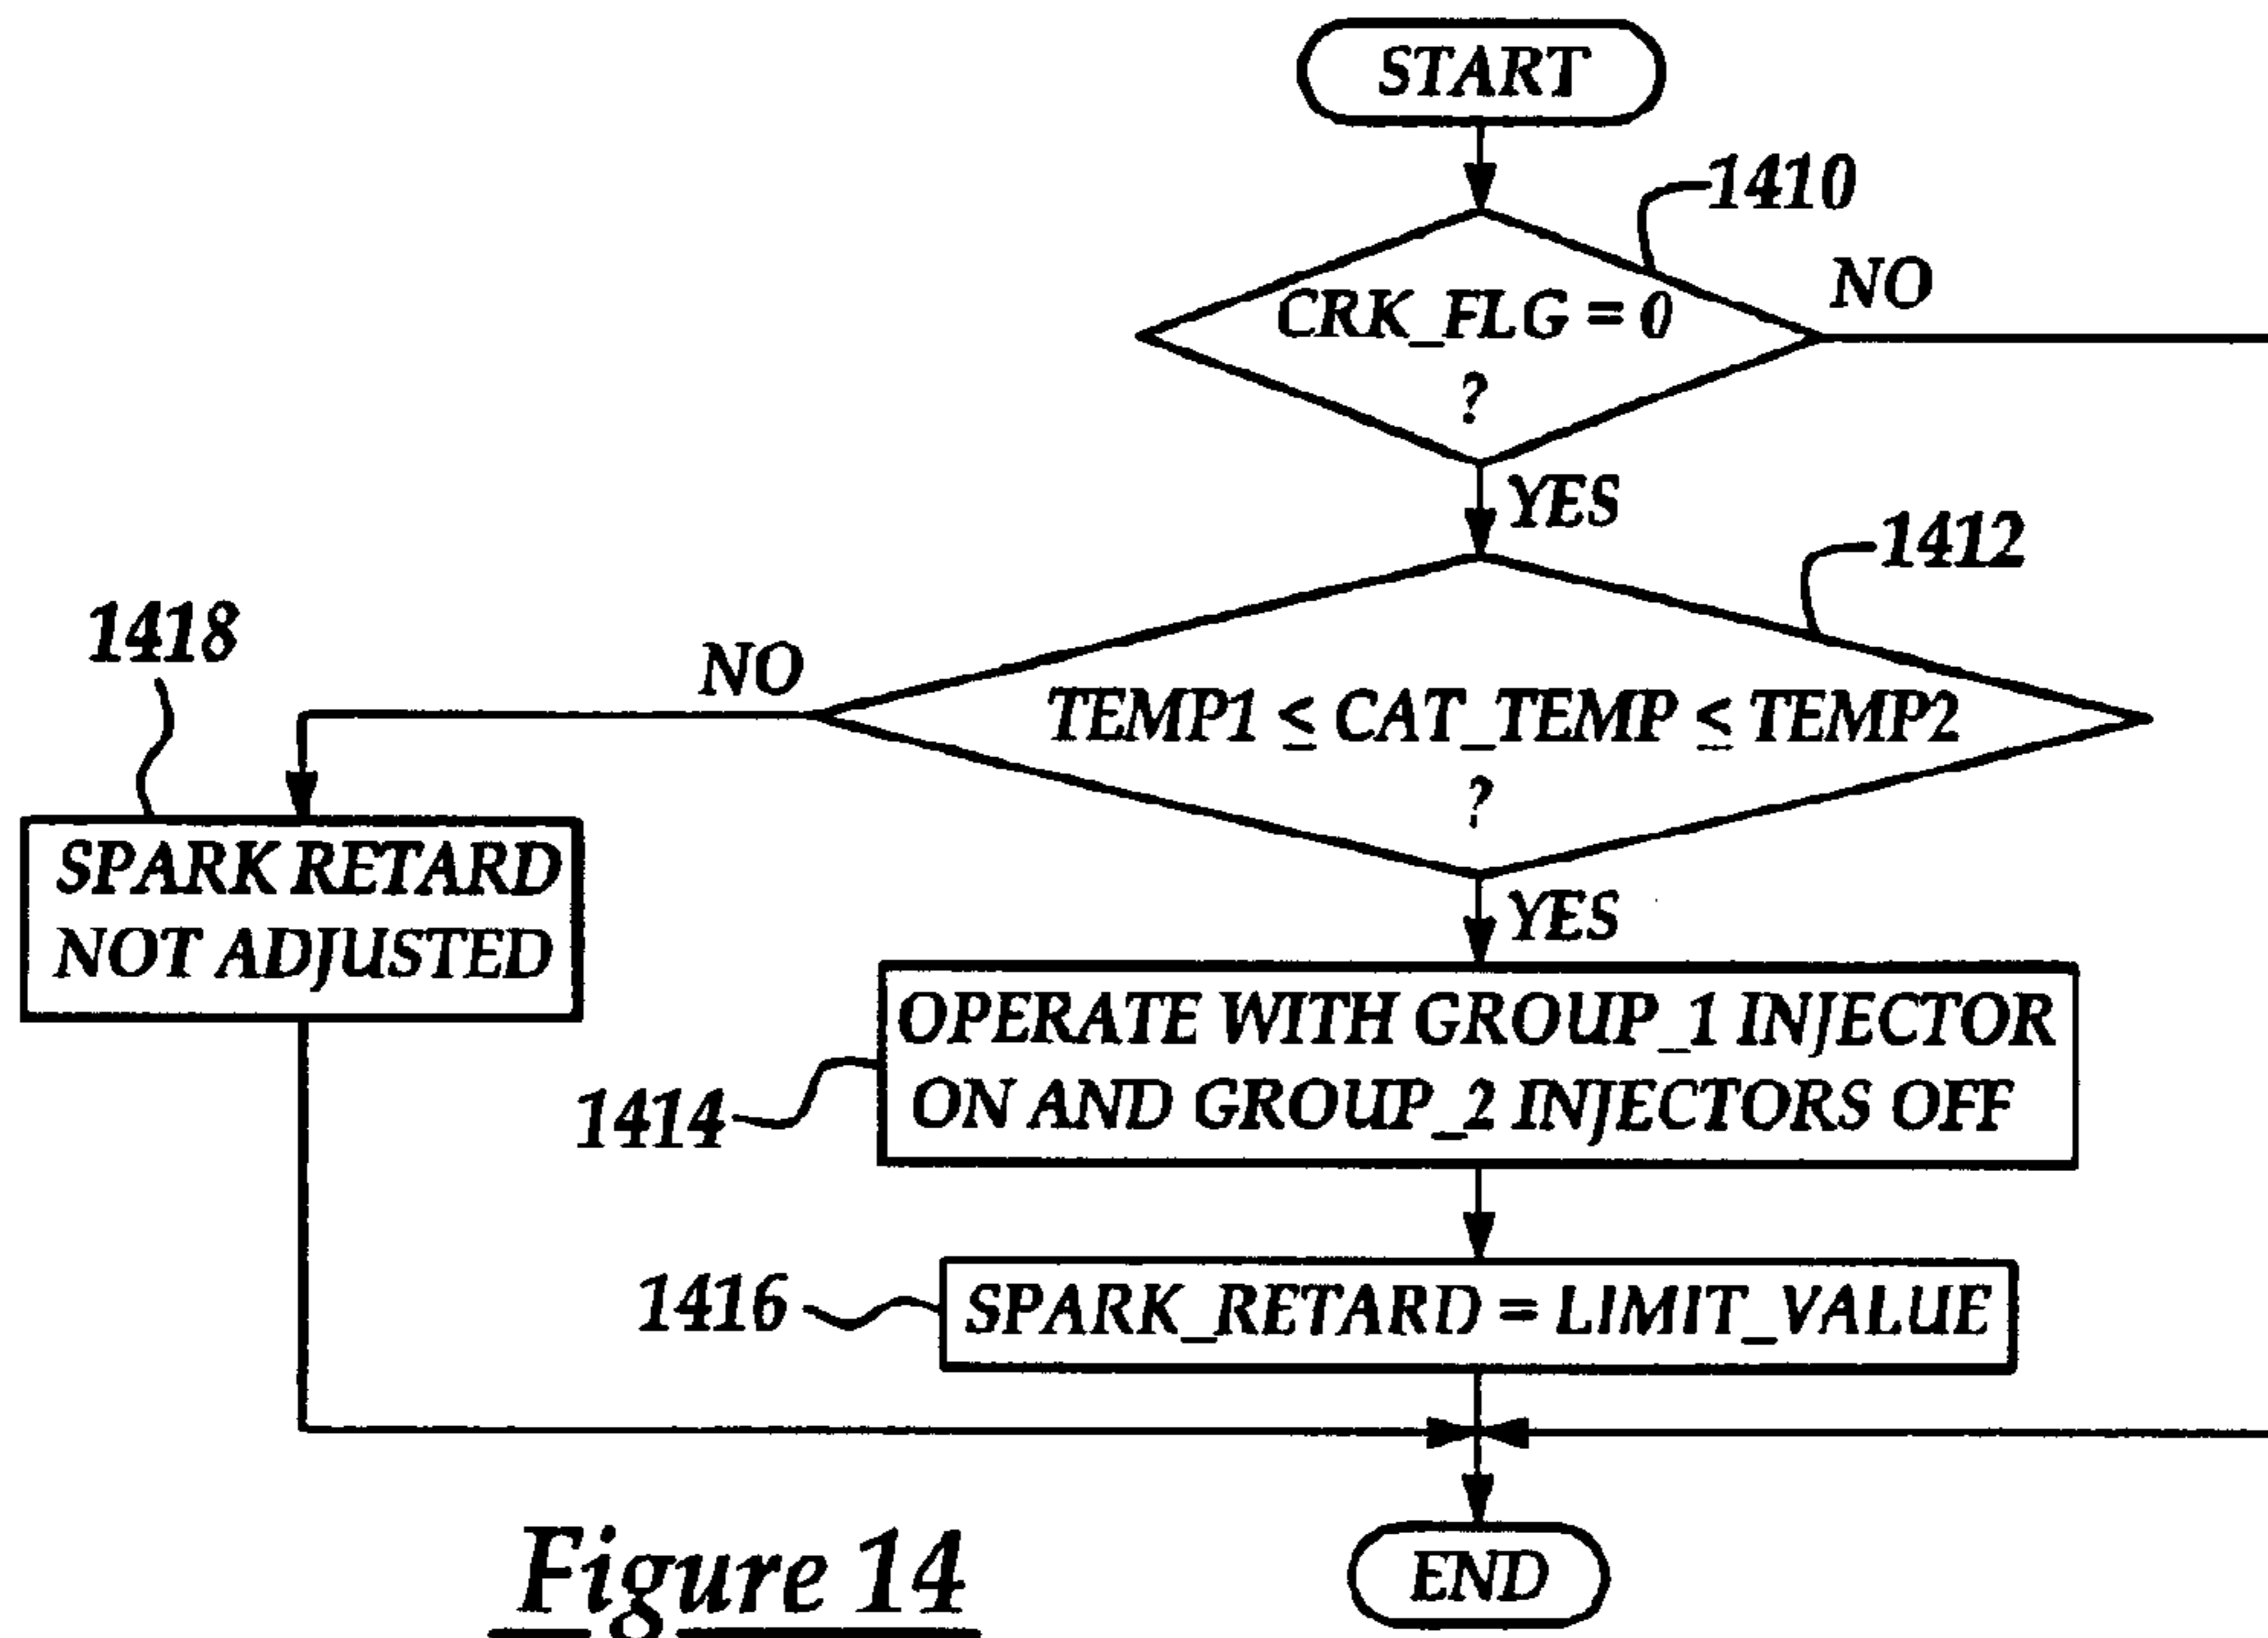 START
1410
CRK_FLG = 0
?
NO
YES
1412
TEMP1 ≤ CAT_TEMP ≤ TEMP2
?
NO
1418
SPARK RETARD
NOT ADJUSTED
YES
OPERATE WITH GROUP_1 INJECTOR
ON AND GROUP_2 INJECTORS OFF
1414
1416
SPARK_RETARD = LIMIT_VALUE
END
Figure 14